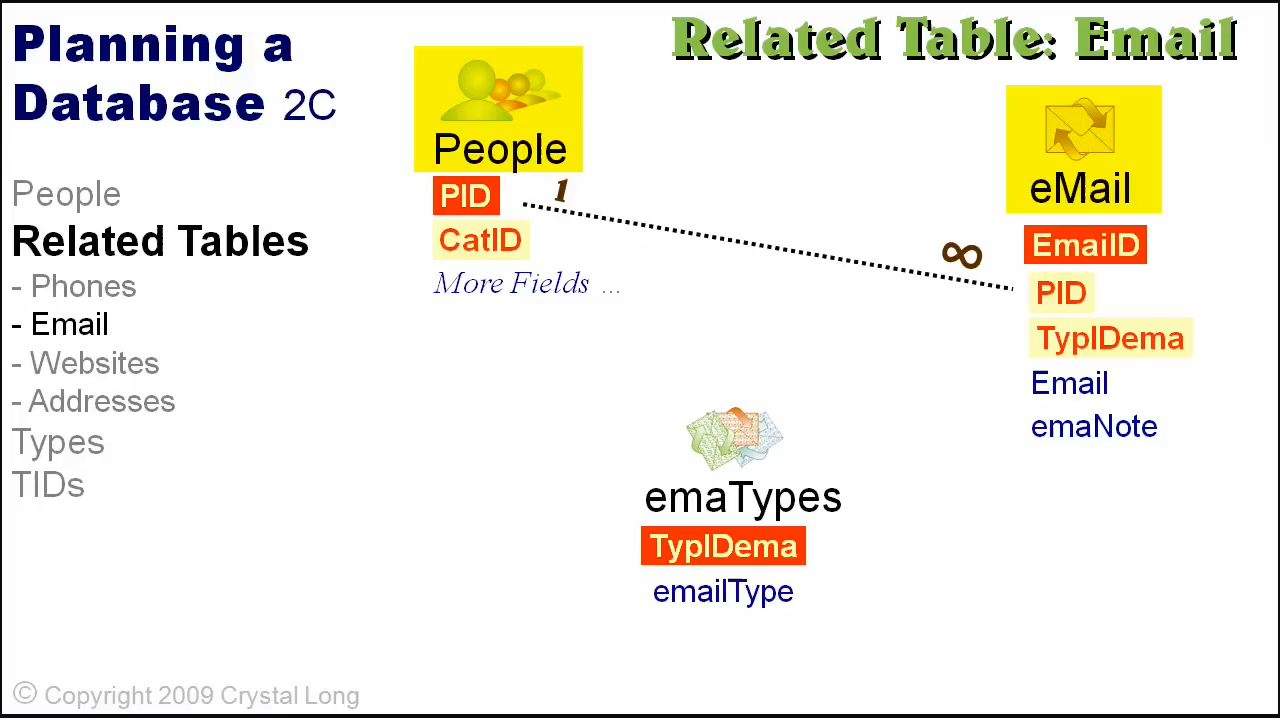 Planning a
Database 2C
People
Related Tables
- Phones
- Email
- Websites
- Addresses
Types
TIDs
Related Table: Email
People
PID
CatID
More Fields ...
1
∞
eMail
EmailD
PID
TypIDema
Email
emaNote
emaTypes
TypIDema
emailType
© Copyright 2009 Crystal Long